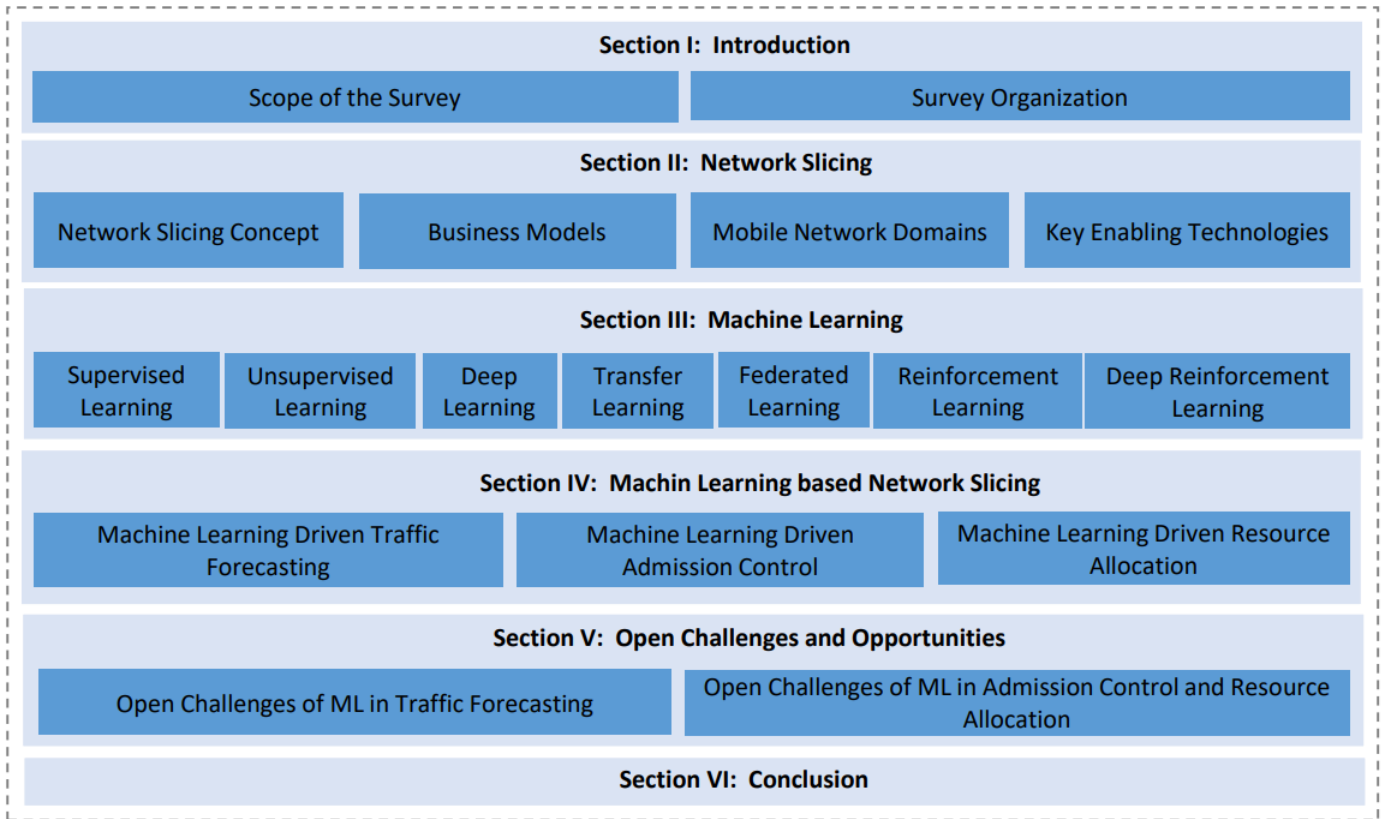 Section I:  Introduction
Scope of the Survey
Survey Organization
Section II:  Network Slicing
Network Slicing Concept
Business Models
Mobile Network Domains
Key Enabling Technologies
Section III:  Machine Learning
Supervised
Learning
Unsupervised
Learning
Deep
Learning
Transfer
Learning
Federated
Learning
Reinforcement
Learning
Deep Reinforcement
Learning
Section IV:  Machin Learning based Network Slicing
Machine Learning Driven Traffic
Forecasting
Machine Learning Driven
Admission Control
Machine Learning Driven Resource
Allocation
Section V:  Open Challenges and Opportunities
Open Challenges of ML in Traffic Forecasting
Open Challenges of ML in Admission Control and Resource
Allocation
Section VI:  Conclusion